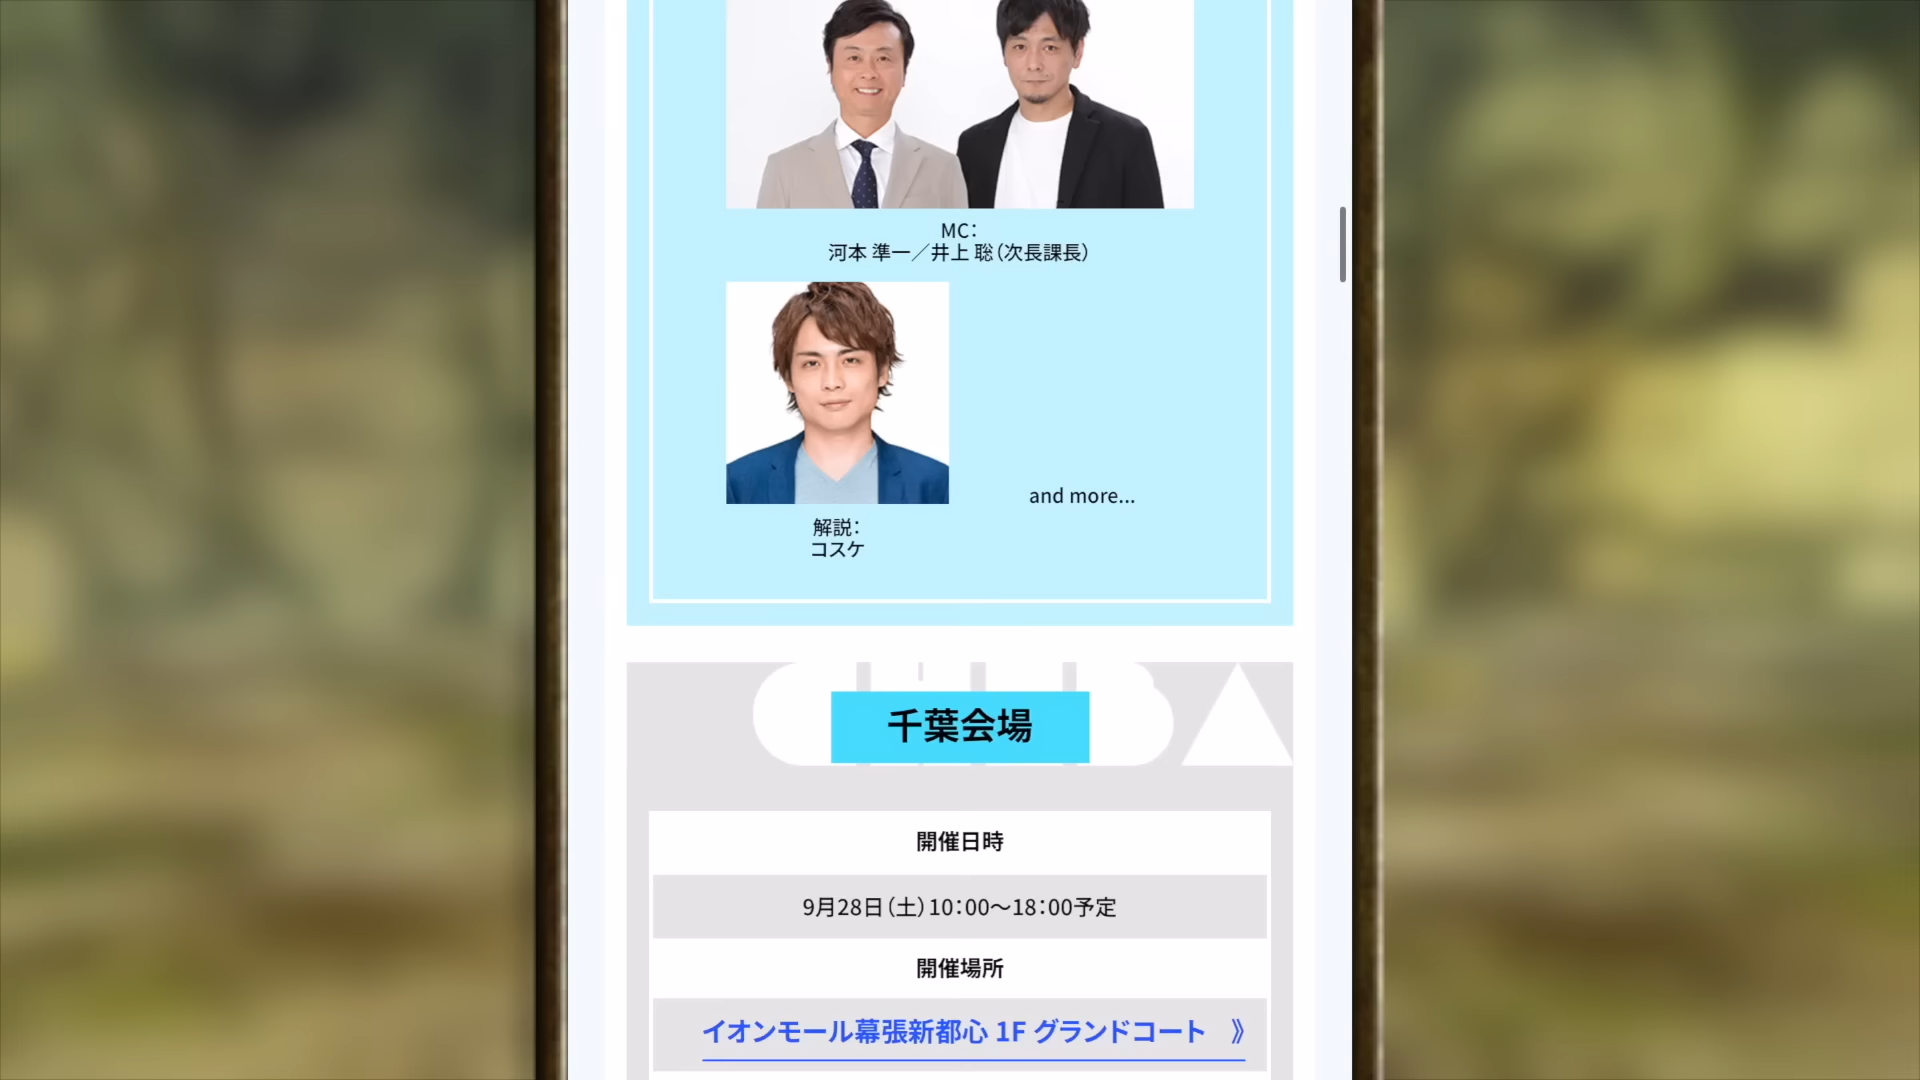 MC：
河本 準一／井上 聡（次長課長）
and more...
解説：
コスケ
千葉会場
開催日時
9月28日（土）10：00〜18：00予定
開催場所
イオンモール幕張新都心 1F グランドコート 》